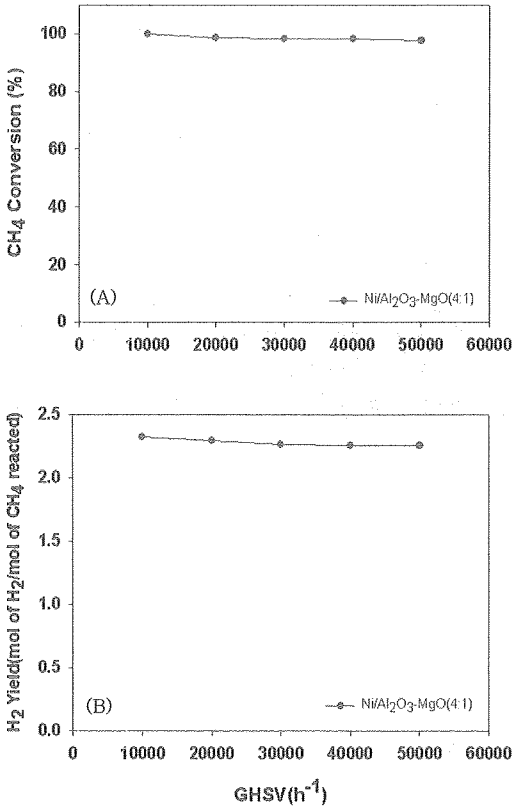 100
80
60
40
20
0
CH4 Conversion (%)
(A)
Ni/Al2O3-MgO(4:1)
0 10000 20000 30000 40000 50000 60000
2.5
2.0
1.5
1.0
0.5
0.0
H2 Yield(mol of H2/mol of CH4 reacted)
(B)
Ni/Al2O3-MgO(4:1)
0 10000 20000 30000 40000 50000 60000
GHSV(h-1)